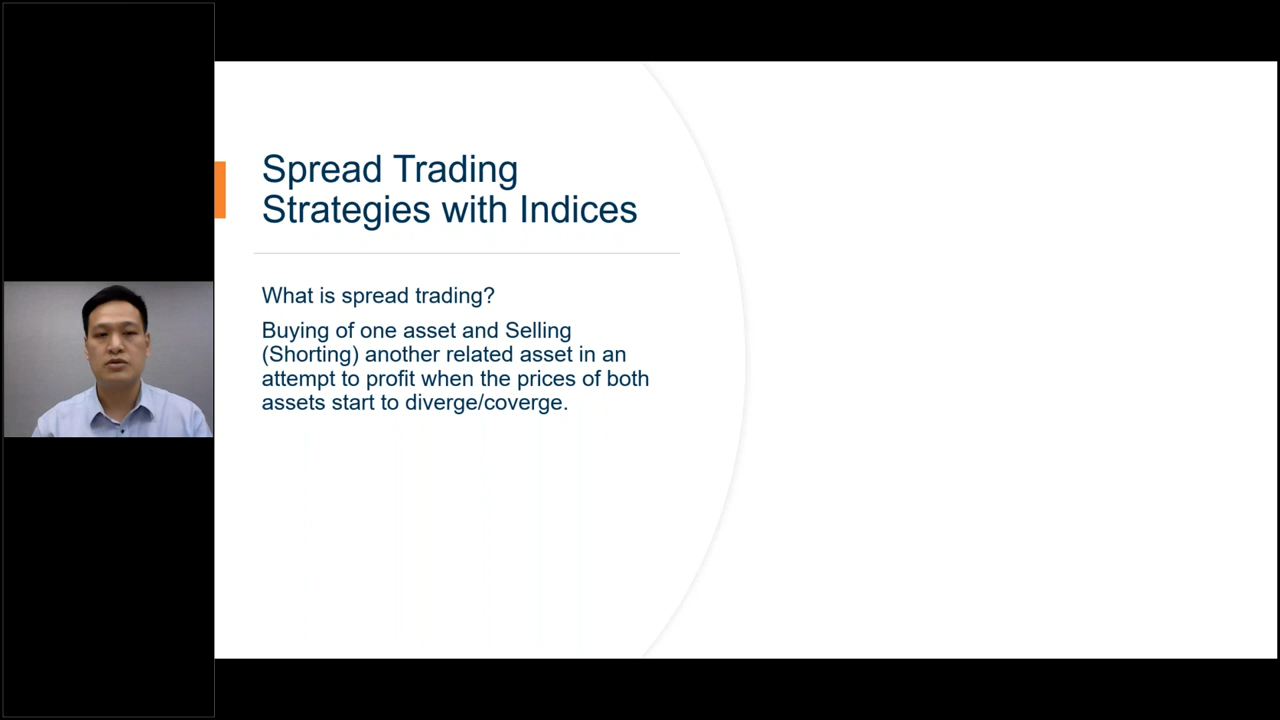 Spread Trading
Strategies with Indices
What is spread trading?
Buying of one asset and Selling
(Shorting) another related asset in an
attempt to profit when the prices of both
assets start to diverge/coverge.